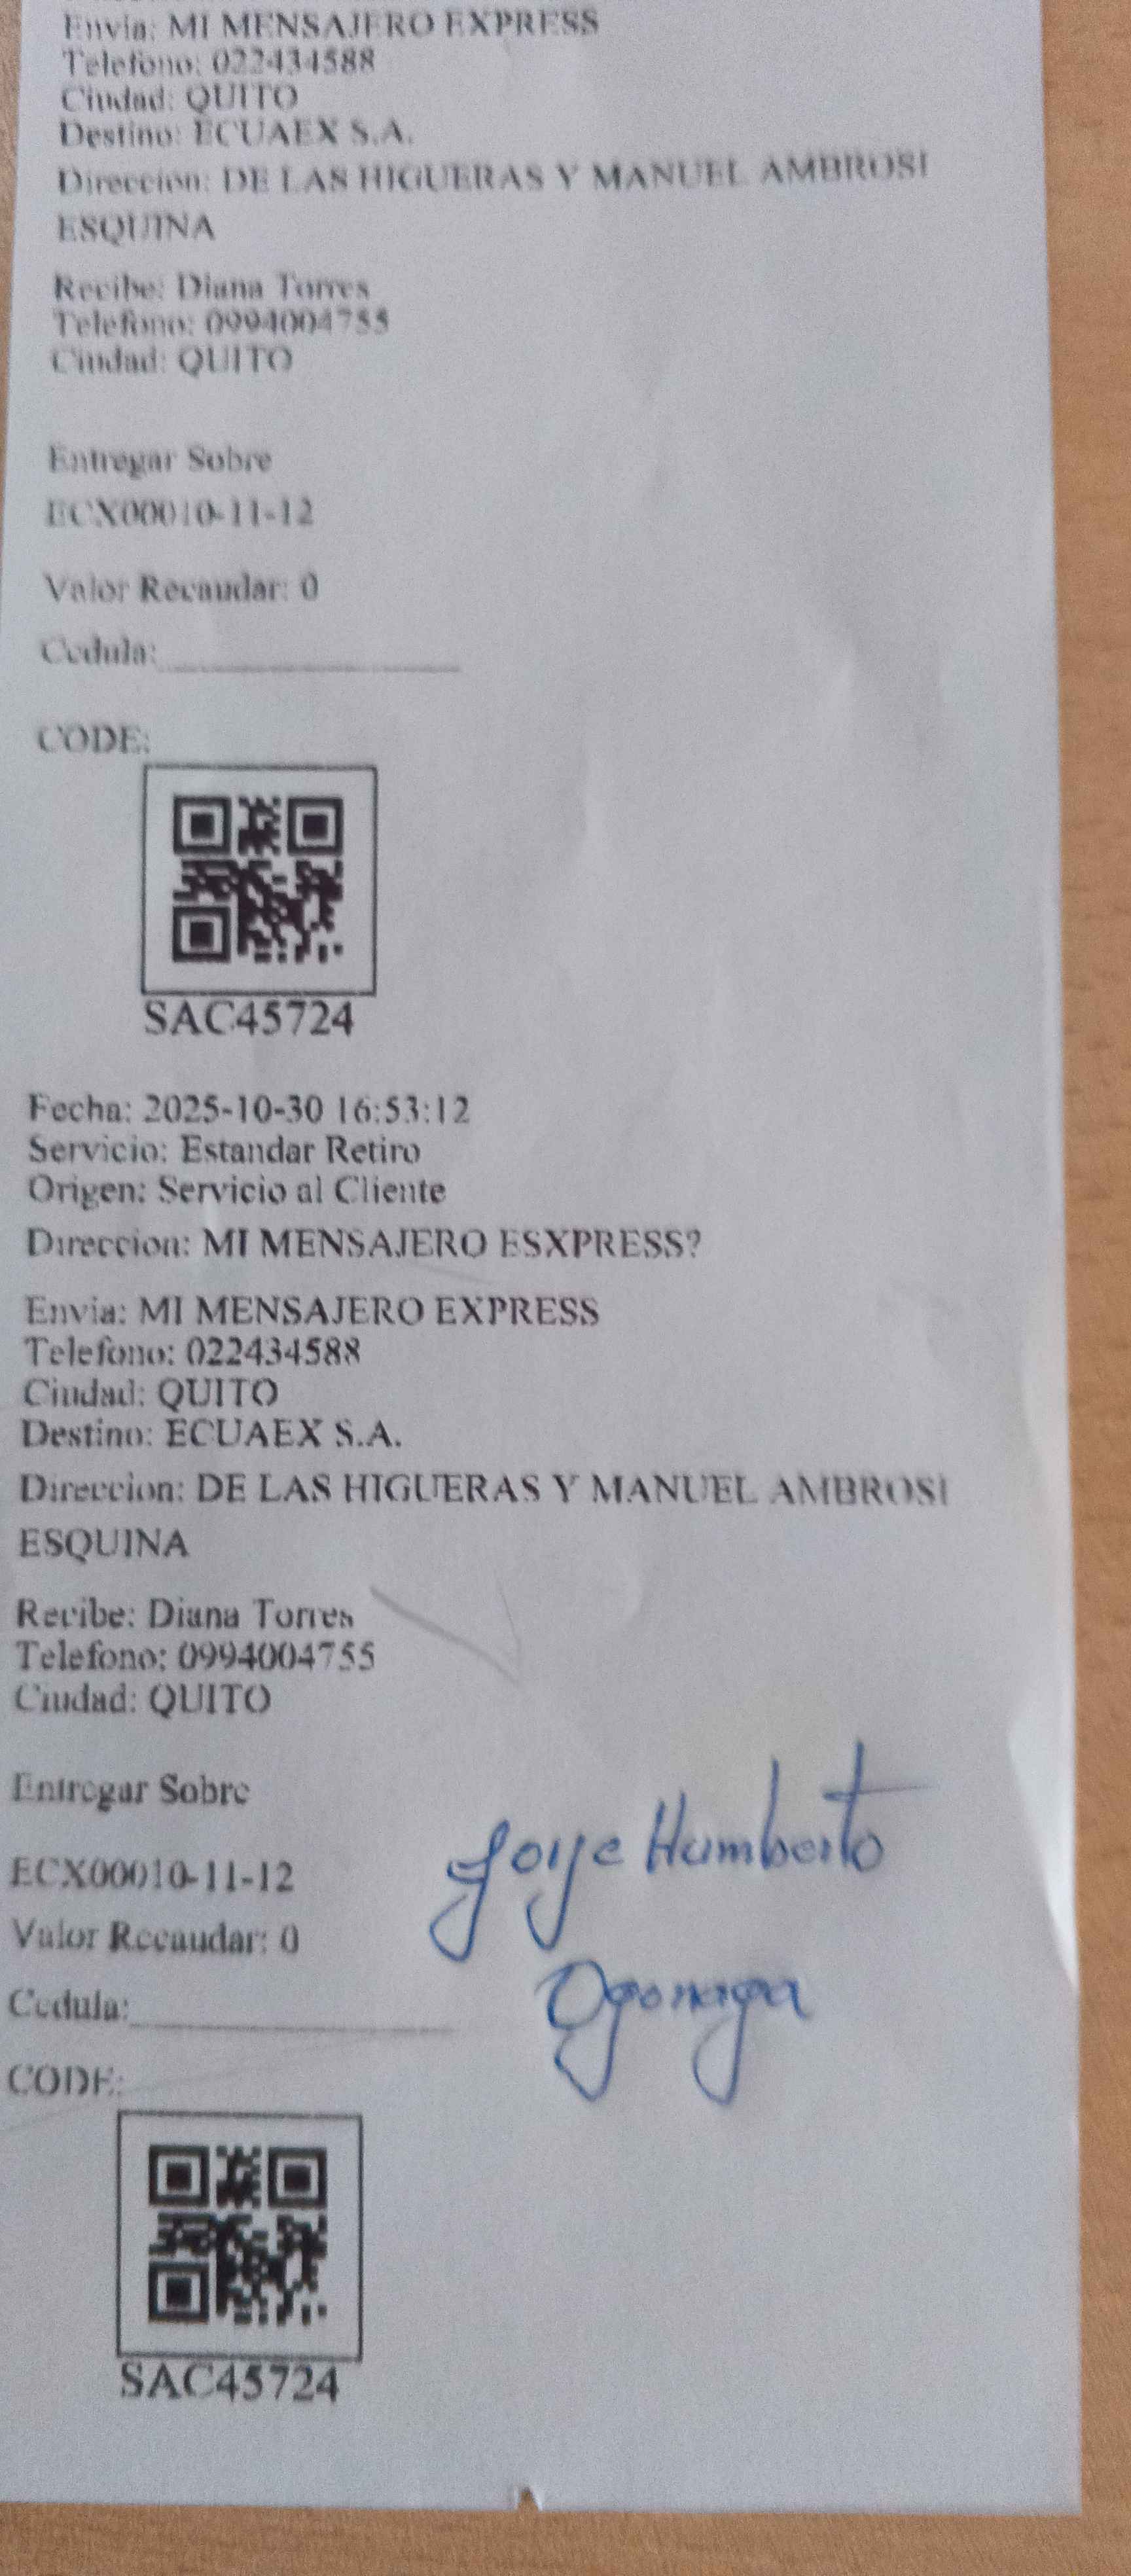 Envia: MI MENSAJERO EXPRESS
Telefono: 022434588
Ciudad: QUITO
Destino: ECUAEX S.A.
Direccion: DE LAS HIGUERAS Y MANUEL AMBROSI
ESQUINA
Recibe: Diana Torres
Telefono: 0994004755
Ciudad: QUITO
Entregar Sobre
ECX00010-11-12
Valor Recaudar: 0
Cedula:
CODE:
SAC45724
Fecha: 2025-10-30 16:53:12
Servicio: Estandar Retiro
Origen: Servicio al Cliente
Direccion: MI MENSAJERO ESXPRESS?
Envia: MI MENSAJERO EXPRESS
Telefono: 022434588
Ciudad: QUITO
Destino: ECUAEX S.A.
Direccion: DE LAS HIGUERAS Y MANUEL AMBROSI
ESQUINA
Recibe: Diana Torres
Telefono: 0994004755
Ciudad: QUITO
Entregar Sobre
Jorje Humberto
ECX00010-11-12
Valor Recaudar: 0
Ogonaga
Cedula:
CODE:
SAC45724